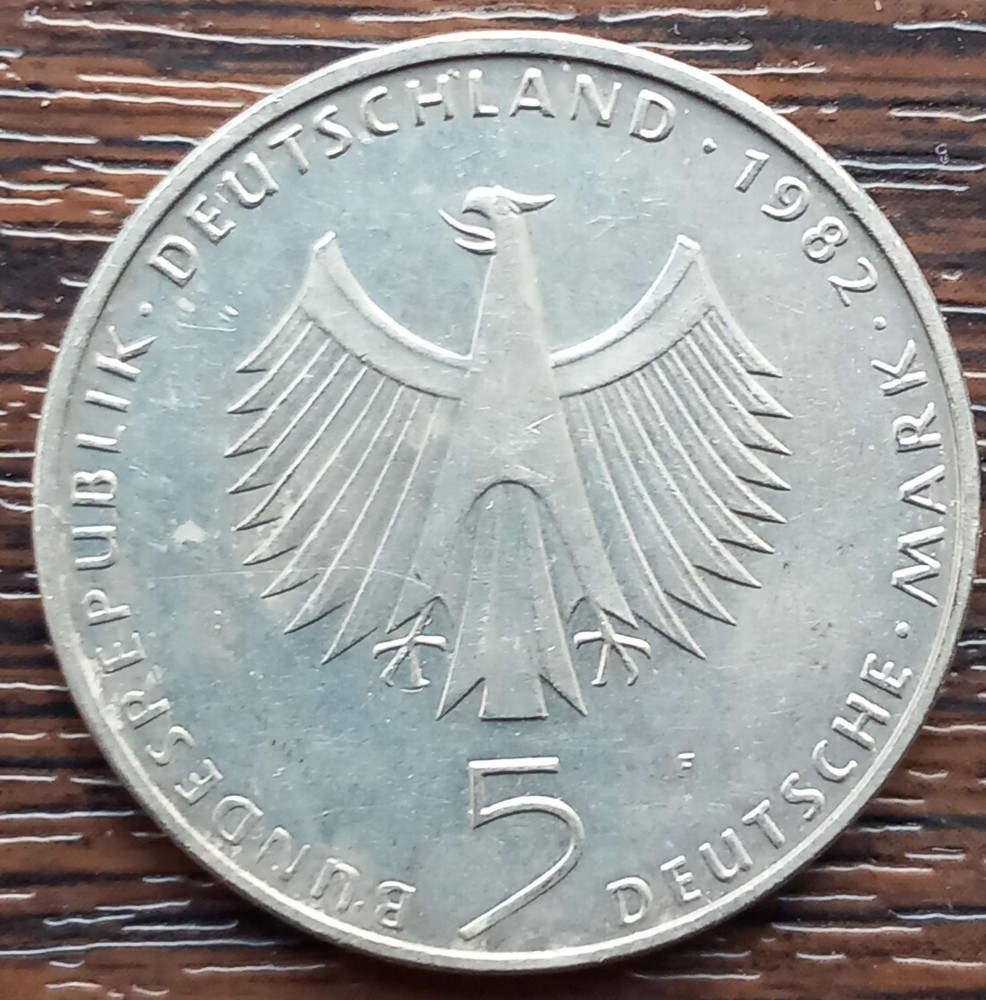 BUNDESREPUBLIK · DEUTSCHLAND · 1982 · DEUTSCHE · MARK
5
F